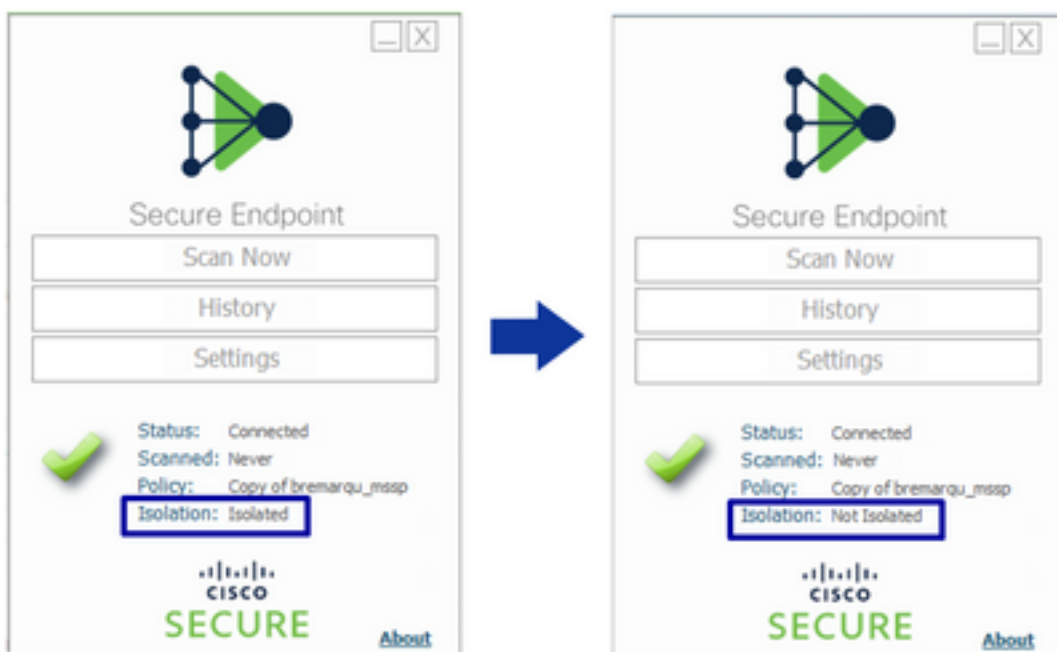 Secure Endpoint
Scan Now
History
Settings
Status: Connected
Scanned: Never
Policy: Copy of bremarqu_mssp
Isolation: Isolated
CISCO
SECURE
About
Secure Endpoint
Scan Now
History
Settings
Status: Connected
Scanned: Never
Policy: Copy of bremarqu_mssp
Isolation: Not Isolated
CISCO
SECURE
About